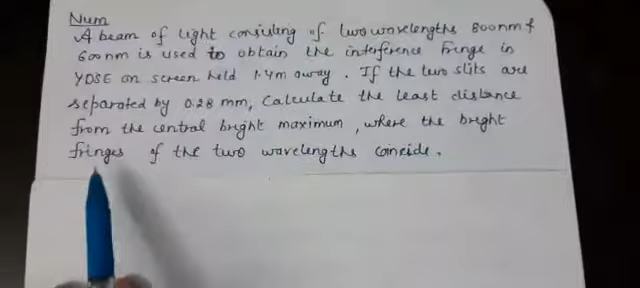 Num
A beam of light consisting of two wavelengths 800nm &
600nm is used to obtain the interference fringe in
YDSE on screen held 1.4m away. If the two slits are
separated by 0.28 mm, Calculate the least distance
from the central bright maximum, where the bright
fringes of the two wavelengths coincide.